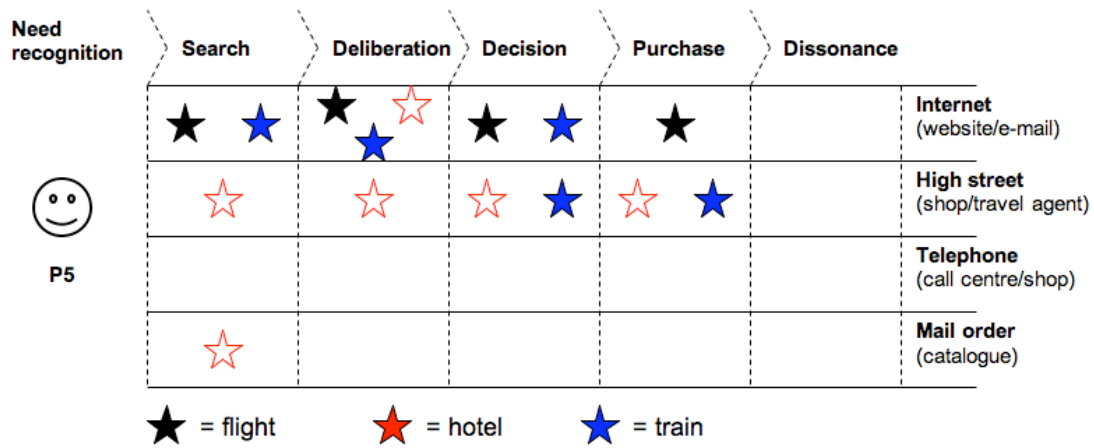 Need
recognition
Search
Deliberation
Decision
Purchase
Dissonance
Internet
(website/e-mail)
High street
(shop/travel agent)
P5
Telephone
(call centre/shop)
Mail order
(catalogue)
= flight
= hotel
= train